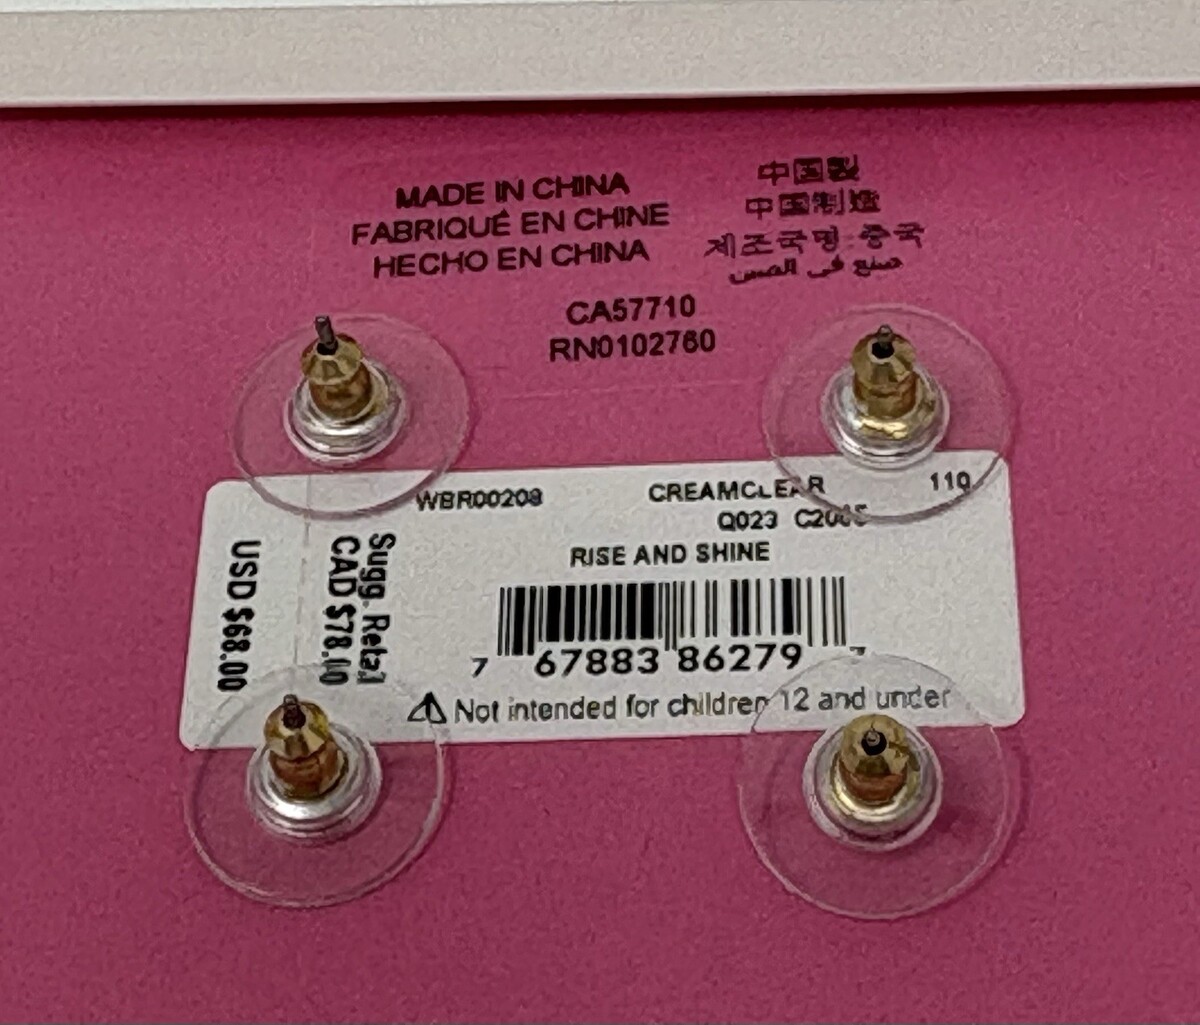 MADE IN CHINA
FABRIQUÉ EN CHINE
HECHO EN CHINA
中国製
中国制造
제조국명 중국
صنع في الصين
CA57710
RN0102760
WBR00208 CREAMCLEAR 110
Q023
RISE AND SHINE
7 67883 86279 7
⚠ Not intended for children 12 and under
Sugg. Retail
CAD $78.00
USD $68.00